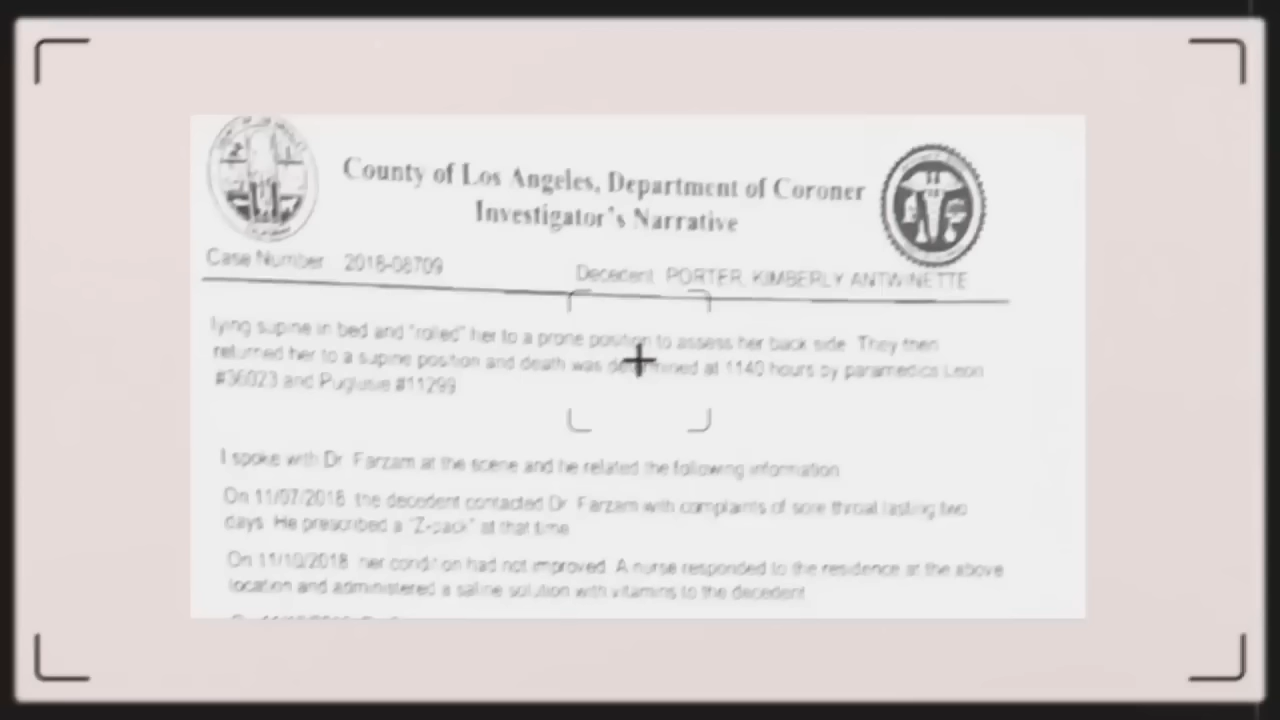 County of Los Angeles, Department of Coroner
Investigator's Narrative
Case Number 2018-08709
Decedent PORTER, KIMBERLY ANTWINETTE
lying supine in bed and "rolled" her to a prone position to assess her back side. They then
returned her to a supine position and death was determined at 1140 hours by paramedics Leon
#36023 and #11299
I spoke with Dr. Farzam at the scene and he related the following information
On 11/07/2018 the decedent contacted Dr. Farzam with complaints of sore throat lasting two
days. He prescribed a "Z-pack" at that time
On 11/10/2018 her condition had not improved. A nurse responded to the residence at the above
location and administered a saline solution with vitamins to the decedent